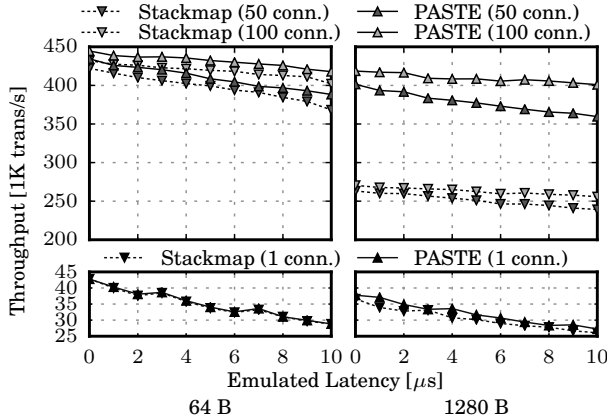 Stackmap (50 conn.) PASTE (50 conn.)
Stackmap (100 conn.) PASTE (100 conn.)
Throughput [1K trans/s]
450
400
350
300
250
200
Stackmap (1 conn.) PASTE (1 conn.)
45
40
35
30
25
0 2 4 6 8 10 0 2 4 6 8 10
Emulated Latency [μs]
64 B 1280 B